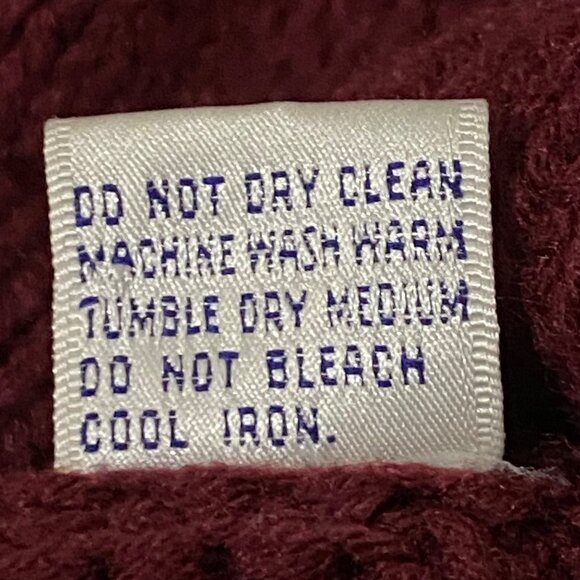 DO NOT DRY CLEAN
MACHINE WASH WARM
TUMBLE DRY MEDIUM
DO NOT BLEACH
COOL IRON.